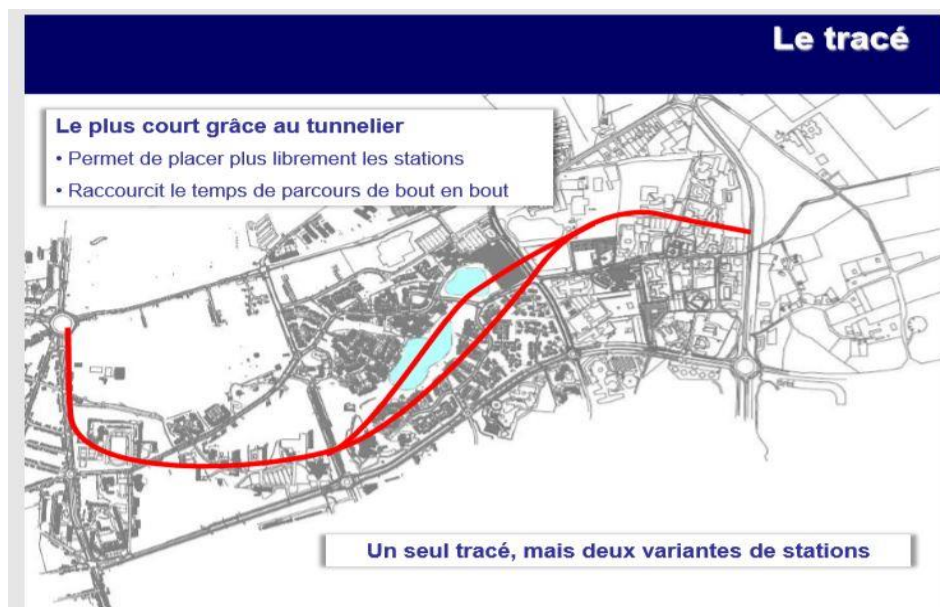 Le tracé
Le plus court grâce au tunnelier
• Permet de placer plus librement les stations
• Raccourcit le temps de parcours de bout en bout
Un seul tracé, mais deux variantes de stations